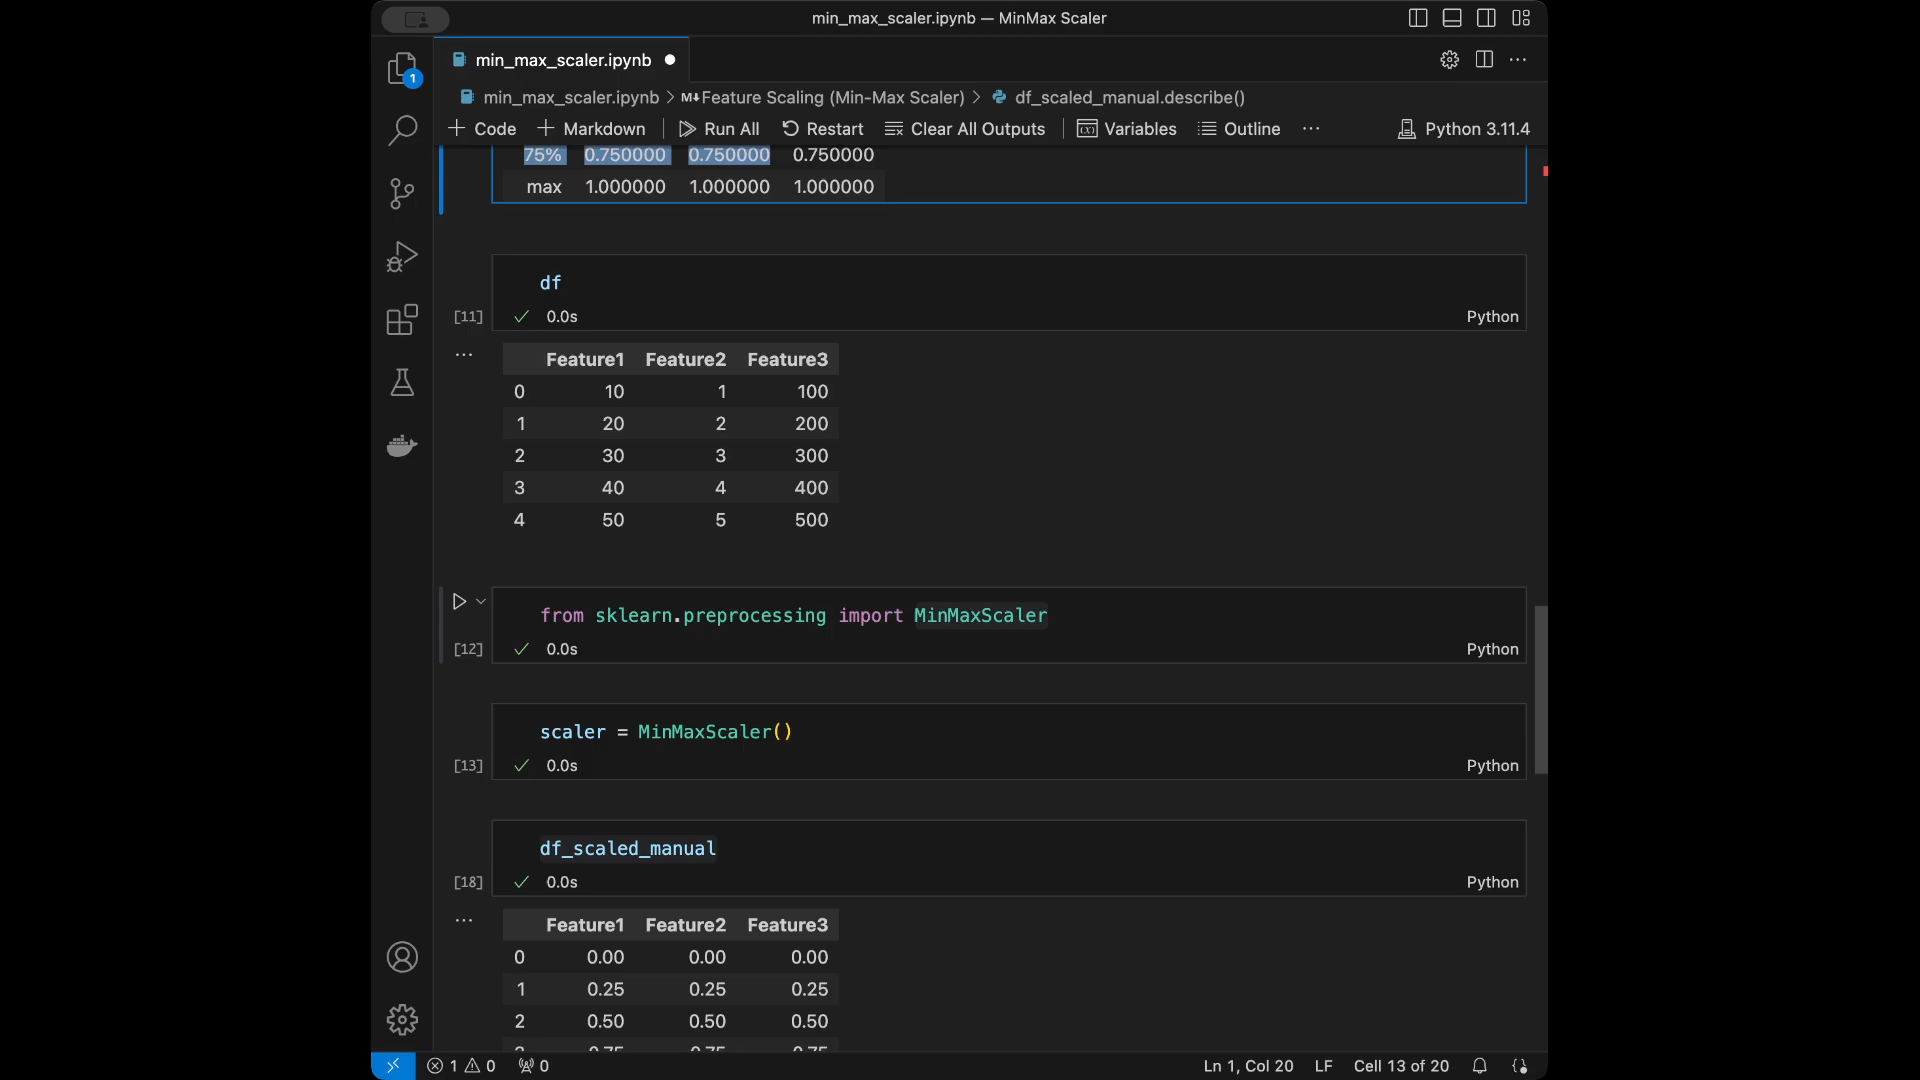 min_max_scaler.ipynb — MinMax Scaler
min_max_scaler.ipynb
1
min_max_scaler.ipynb > M↓Feature Scaling (Min-Max Scaler) > df_scaled_manual.describe()
+ Code + Markdown Run All Restart Clear All Outputs Variables Outline ... Python 3.11.4
75% 0.750000 0.750000 0.750000
max 1.000000 1.000000 1.000000
df
[11] 0.0s Python
... Feature1 Feature2 Feature3
0 10 1 100
1 20 2 200
2 30 3 300
3 40 4 400
4 50 5 500
from sklearn.preprocessing import MinMaxScaler
[12] 0.0s Python
scaler = MinMaxScaler()
[13] 0.0s Python
df_scaled_manual
[18] 0.0s Python
... Feature1 Feature2 Feature3
0 0.00 0.00 0.00
1 0.25 0.25 0.25
2 0.50 0.50 0.50
1 0 0 Ln 1, Col 20 LF Cell 13 of 20